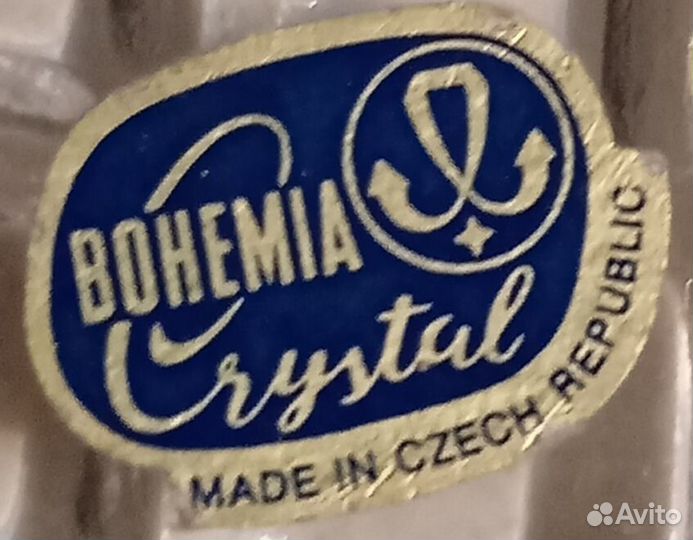 BOHEMIA
Crystal
MADE IN CZECH REPUBLIC
Avito